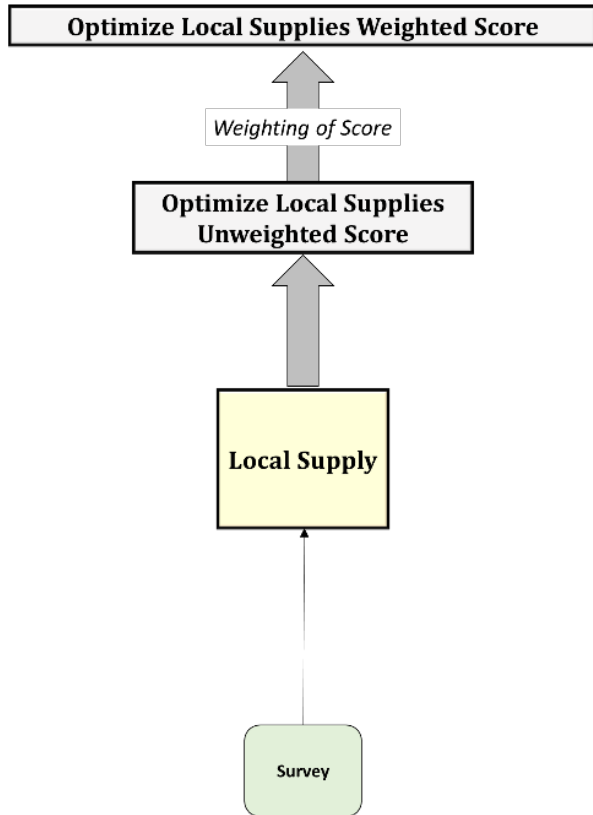 Optimize Local Supplies Weighted Score
Weighting of Score
Optimize Local Supplies
Unweighted Score
Local Supply
Survey